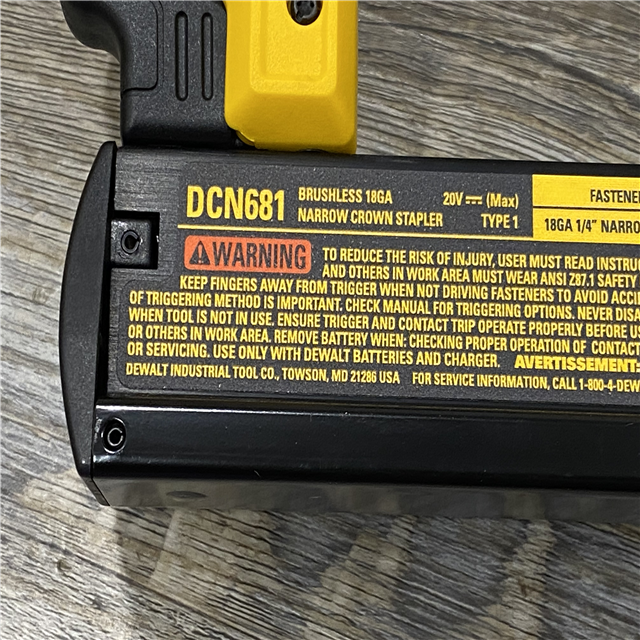 DCN681 BRUSHLESS 18GA 20V (Max)
NARROW CROWN STAPLER TYPE 1
FASTENE
18GA 1/4" NARRO
WARNING TO REDUCE THE RISK OF INJURY, USER MUST READ INSTRUC
AND OTHERS IN WORK AREA MUST WEAR ANSI Z87.1 SAFETY
KEEP FINGERS AWAY FROM TRIGGER WHEN NOT DRIVING FASTENERS TO AVOID ACC
OF TRIGGERING METHOD IS IMPORTANT. CHECK MANUAL FOR TRIGGERING OPTIONS. NEVER DISA
WHEN TOOL IS NOT IN USE. ENSURE TRIGGER AND CONTACT TRIP OPERATE PROPERLY BEFORE US
OR OTHERS IN WORK AREA. REMOVE BATTERY WHEN: CHECKING PROPER OPERATION OF CONTACT
OR SERVICING. USE ONLY WITH DEWALT BATTERIES AND CHARGER. AVERTISSEMENT:
DEWALT INDUSTRIAL TOOL CO., TOWSON, MD 21286 USA FOR SERVICE INFORMATION, CALL 1-800-4-DEW